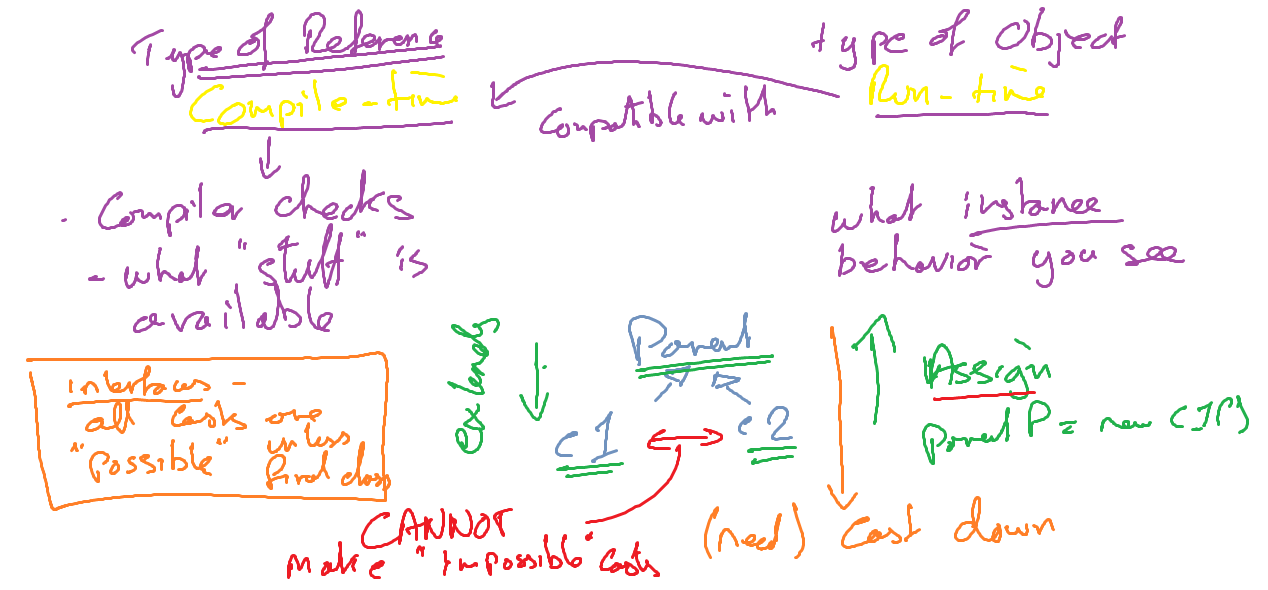 Type of Reference
Compile-time
type of Object
Run-time
Compatible with
. Compiler checks
- what "stuff" is
available
what instance
behavior you see
extends
Parent
c1
c2
Assign
Parent P = new C1()
interfaces -
all casts are
"possible" unless
final class
CANNOT
make "impossible" casts
(need) cast down